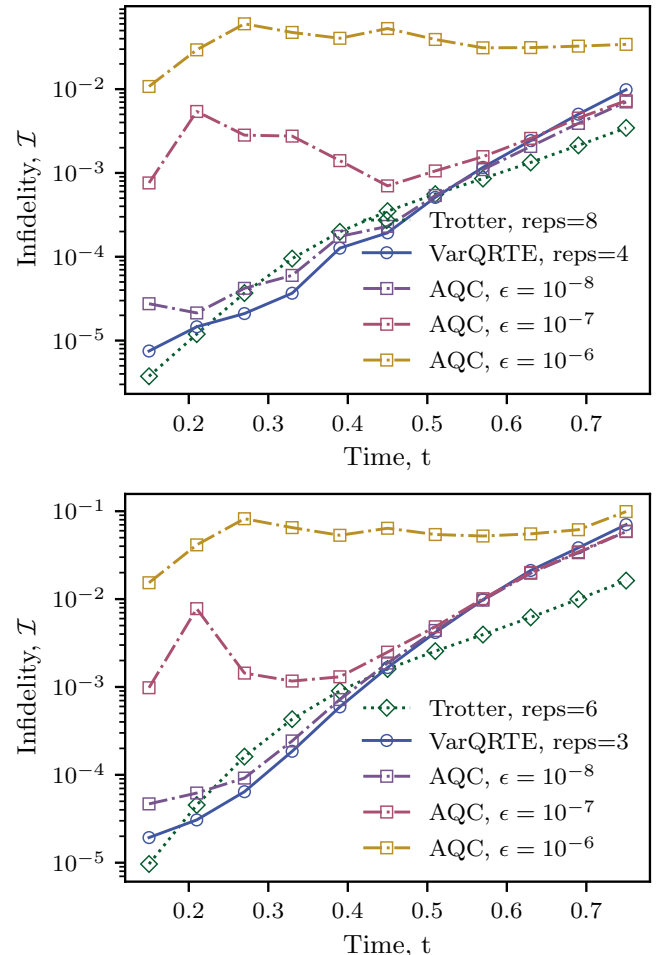 10⁻²
10⁻³
10⁻⁴
10⁻⁵
Infidelity, ℐ
Trotter, reps=8
VarQRTE, reps=4
AQC, ϵ = 10⁻⁸
AQC, ϵ = 10⁻⁷
AQC, ϵ = 10⁻⁶
0.2 0.3 0.4 0.5 0.6 0.7
Time, t
10⁻¹
10⁻²
10⁻³
10⁻⁴
10⁻⁵
Infidelity, ℐ
Trotter, reps=6
VarQRTE, reps=3
AQC, ϵ = 10⁻⁸
AQC, ϵ = 10⁻⁷
AQC, ϵ = 10⁻⁶
0.2 0.3 0.4 0.5 0.6 0.7
Time, t